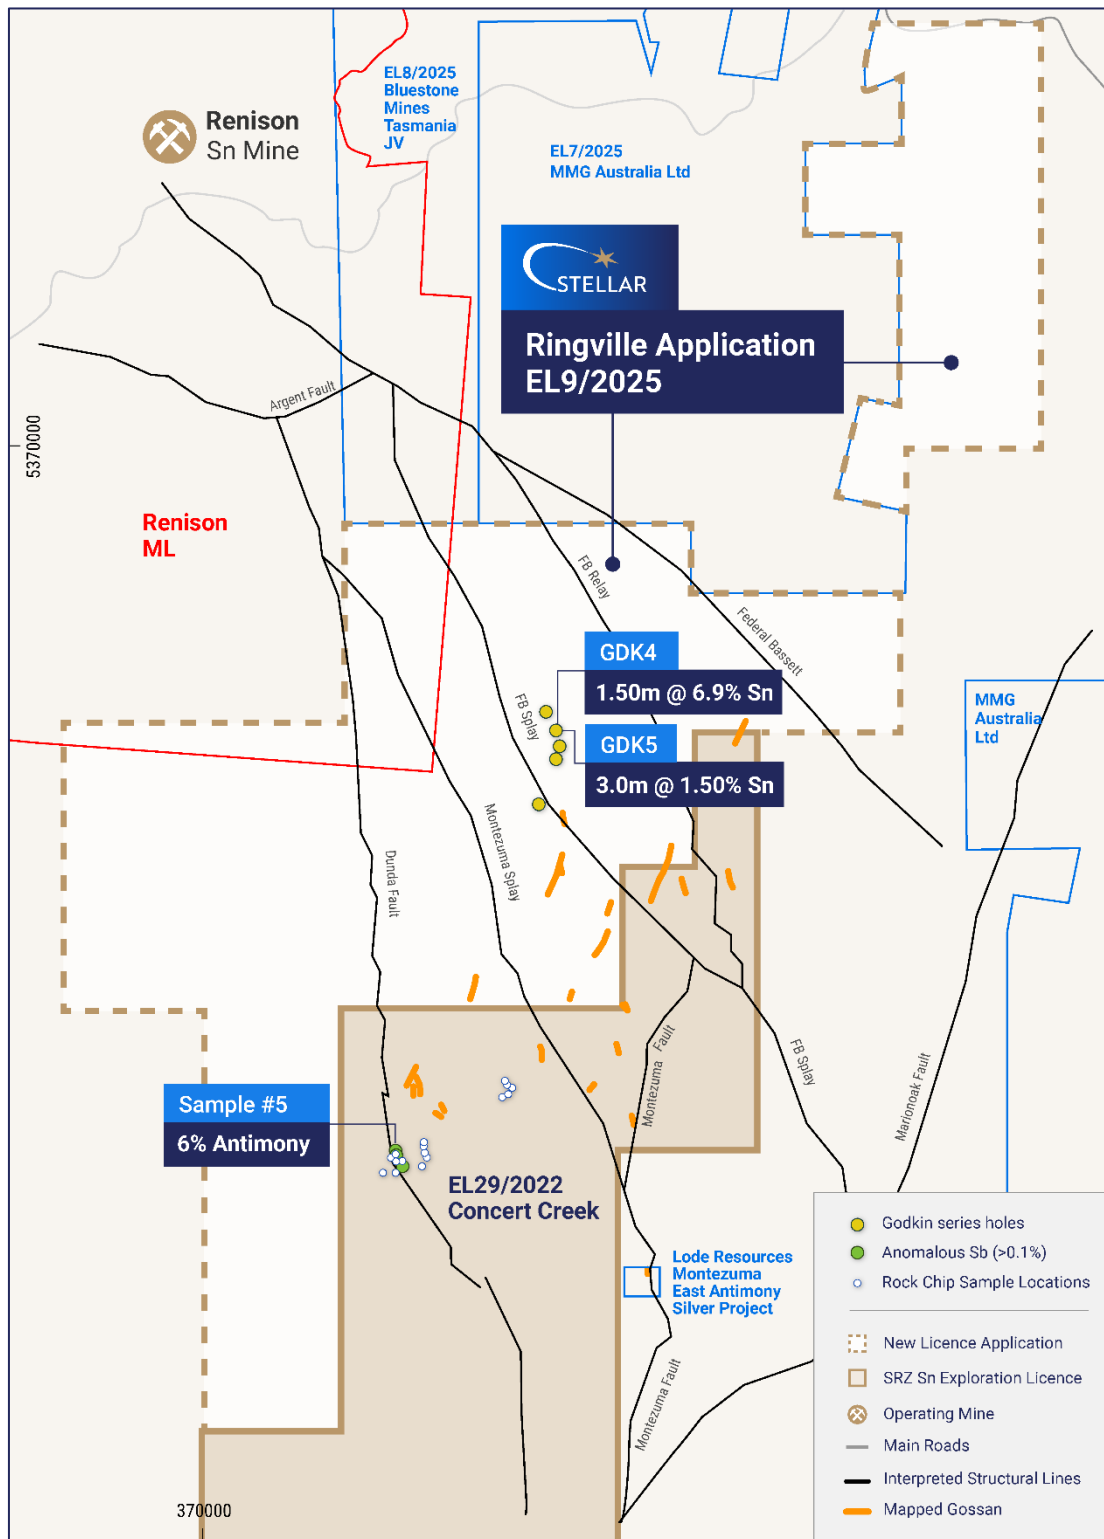 EL8/2025
Bluestone
Mines
Tasmania
JV
Renison
Sn Mine
EL7/2025
MMG Australia Ltd
STELLAR
Ringville Application
EL9/2025
Argent Fault
5370000
Renison
ML
FB Relay
Federal Bassett
GDK4
1.50m @ 6.9% Sn
FB Splay
GDK5
3.0m @ 1.50% Sn
MMG
Australia
Ltd
Dunda Fault
Montezuma Splay
Montezuma Fault
FB Splay
Marionoak Fault
Sample #5
6% Antimony
EL29/2022
Concert Creek
Lode Resources
Montezuma
East Antimony
Silver Project
Montezuma Fault
370000
Godkin series holes
Anomalous Sb (>0.1%)
Rock Chip Sample Locations
New Licence Application
SRZ Sn Exploration Licence
Operating Mine
Main Roads
Interpreted Structural Lines
Mapped Gossan